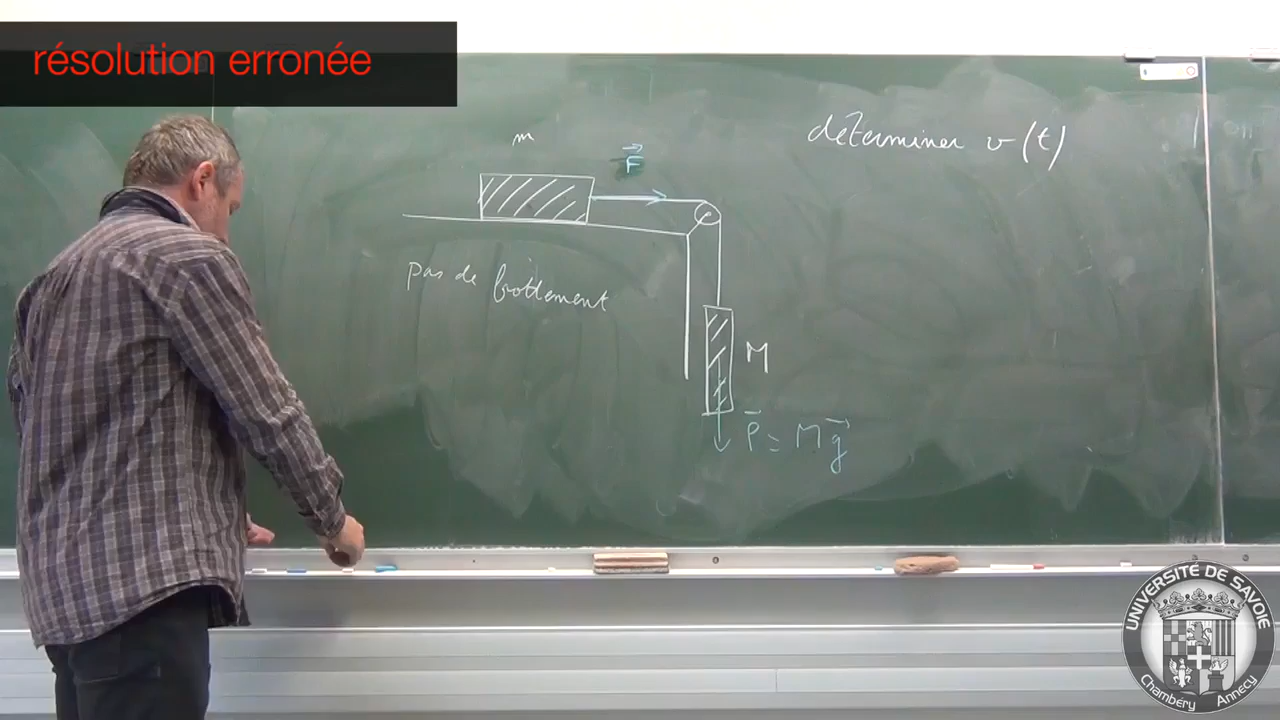 résolution erronée
m
F
déterminer v(t)
pas de frottement
M
P = Mg
UNIVERSITÉ DE SAVOIE
Chambéry Annecy